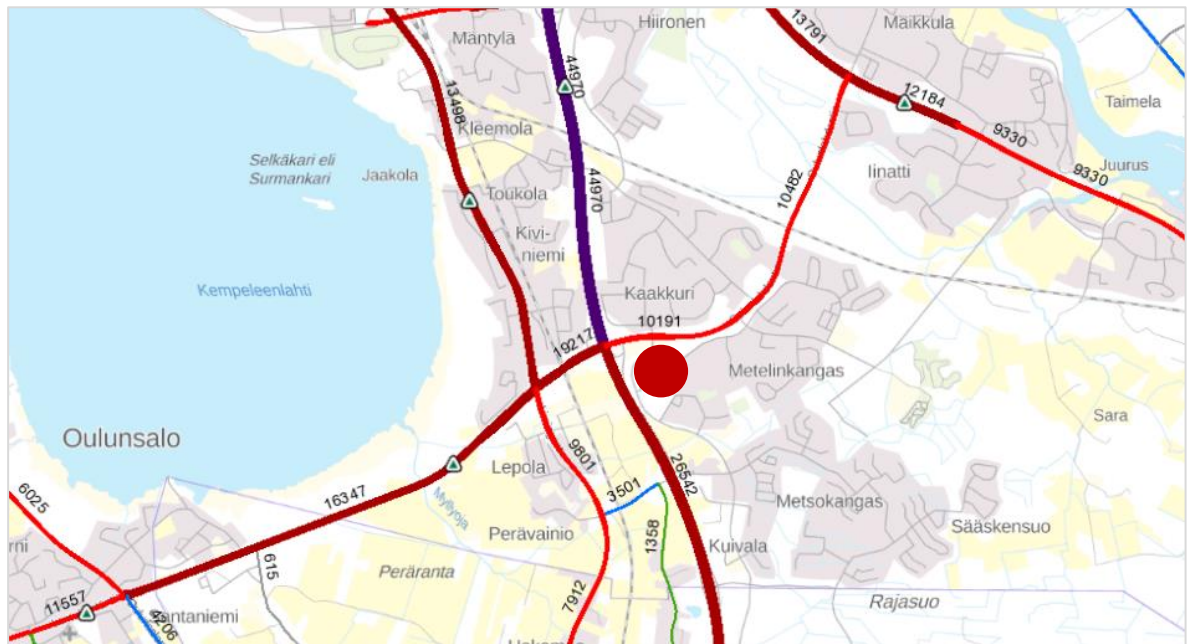 Hiironen
13791
Maikkula
Mäntylä
44970
12184
Taimela
13498
Kleemola
9330
Selkäkari eli
Surmankari
Jaakola
Toukola
44970
10482
Iinatti
9330
Juurus
Kivi-
niemi
Kempeleenlahti
Kaakkuri
10191
19217
Metelinkangas
Sara
Oulunsalo
Lepola
9801
26542
16347
3501
Metsokangas
6025
Myllyoja
Perävainio
1358
Sääskensuo
Kuivala
615
Peräranta
7912
Rajasuo
11557
4206